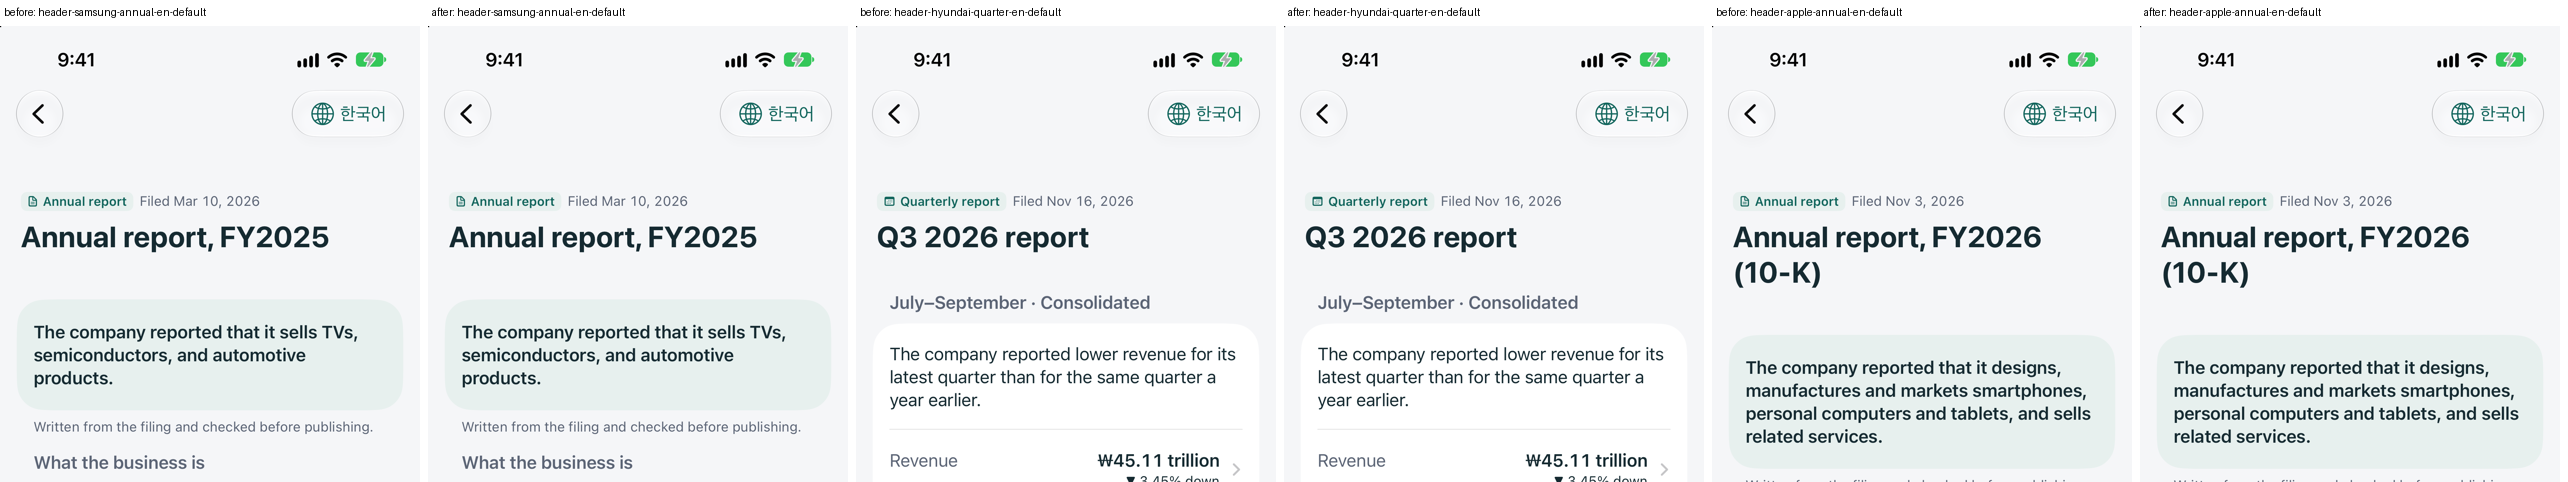 before: header-samsung-annual-en-default
9:41
한국어
Annual report Filed Mar 10, 2026
Annual report, FY2025
The company reported that it sells TVs,
semiconductors, and automotive
products.
Written from the filing and checked before publishing.
What the business is
after: header-samsung-annual-en-default
9:41
한국어
Annual report Filed Mar 10, 2026
Annual report, FY2025
The company reported that it sells TVs,
semiconductors, and automotive
products.
Written from the filing and checked before publishing.
What the business is
before: header-hyundai-quarter-en-default
9:41
한국어
Quarterly report Filed Nov 16, 2026
Q3 2026 report
July–September · Consolidated
The company reported lower revenue for its
latest quarter than for the same quarter a
year earlier.
Revenue ₩45.11 trillion
▼ 3.45% down
after: header-hyundai-quarter-en-default
9:41
한국어
Quarterly report Filed Nov 16, 2026
Q3 2026 report
July–September · Consolidated
The company reported lower revenue for its
latest quarter than for the same quarter a
year earlier.
Revenue ₩45.11 trillion
▼ 3.45% down
before: header-apple-annual-en-default
9:41
한국어
Annual report Filed Nov 3, 2026
Annual report, FY2026
(10-K)
The company reported that it designs,
manufactures and markets smartphones,
personal computers and tablets, and sells
related services.
after: header-apple-annual-en-default
9:41
한국어
Annual report Filed Nov 3, 2026
Annual report, FY2026
(10-K)
The company reported that it designs,
manufactures and markets smartphones,
personal computers and tablets, and sells
related services.